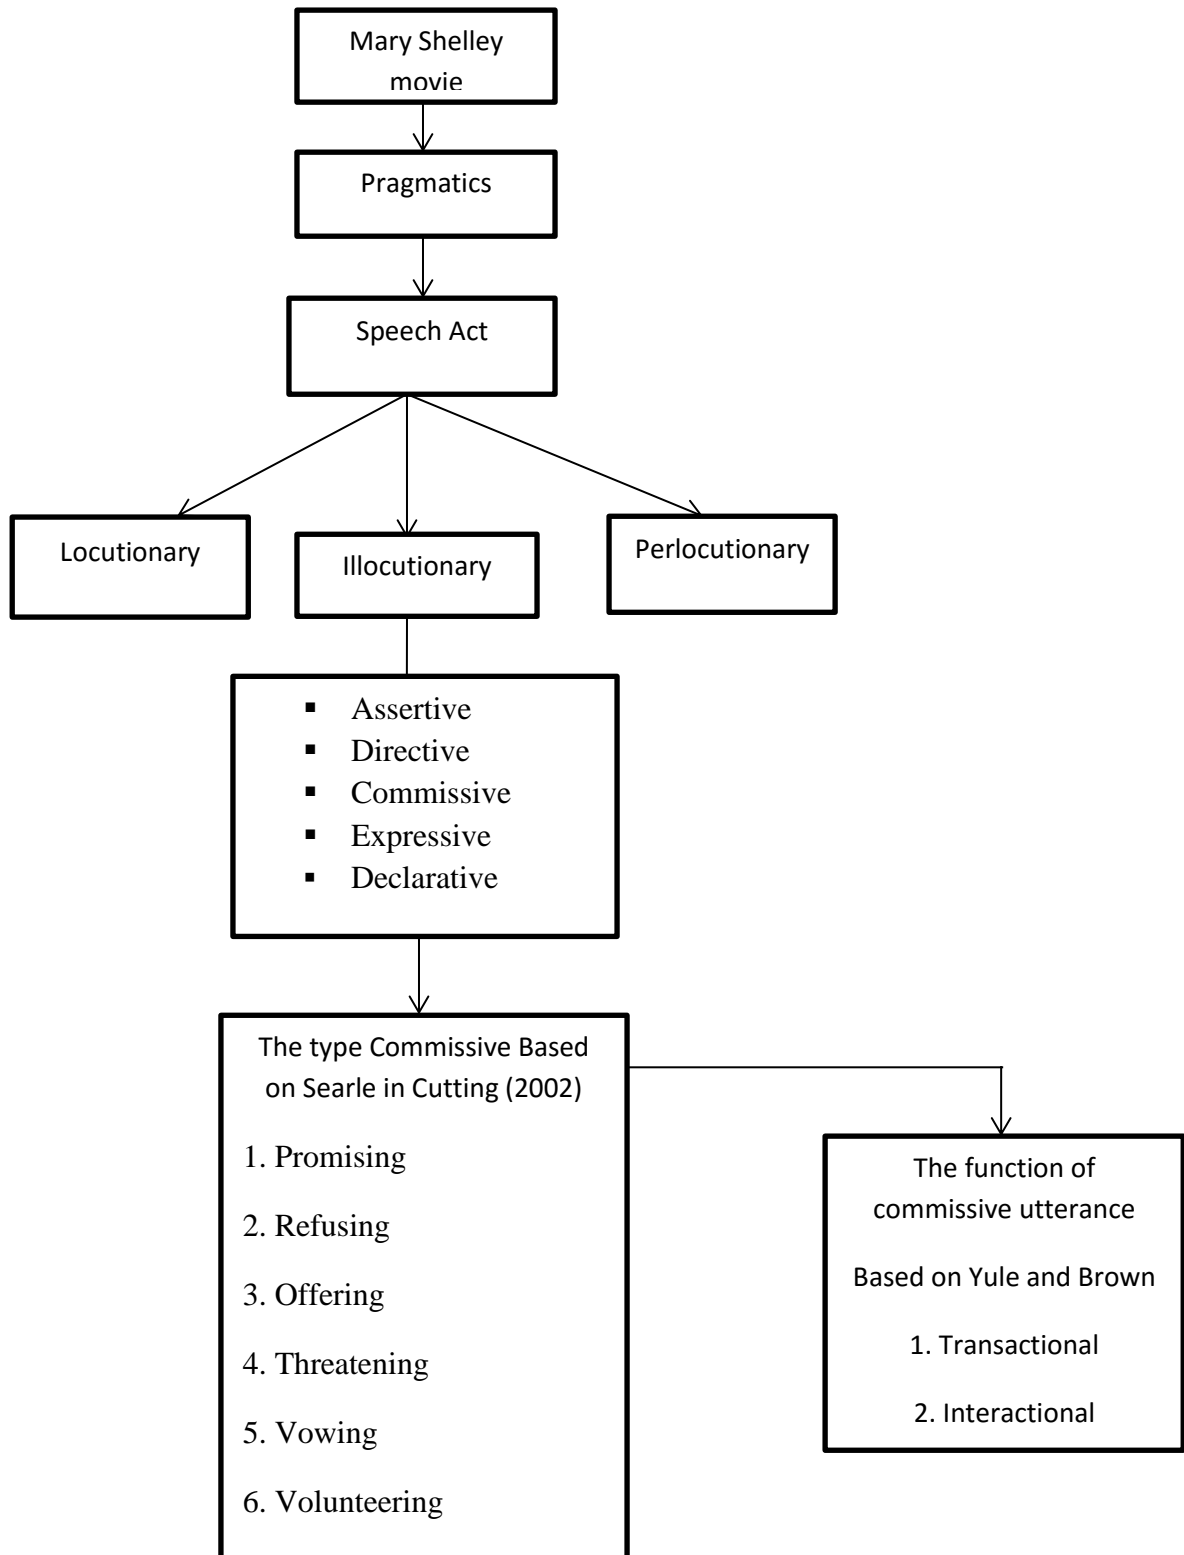 Mary Shelley
movie
Pragmatics
Speech Act
Locutionary
Illocutionary
Perlocutionary
▪ Assertive
▪ Directive
▪ Commissive
▪ Expressive
▪ Declarative
The type Commissive Based
on Searle in Cutting (2002)
1. Promising
2. Refusing
3. Offering
4. Threatening
5. Vowing
6. Volunteering
The function of
commissive utterance
Based on Yule and Brown
1. Transactional
2. Interactional